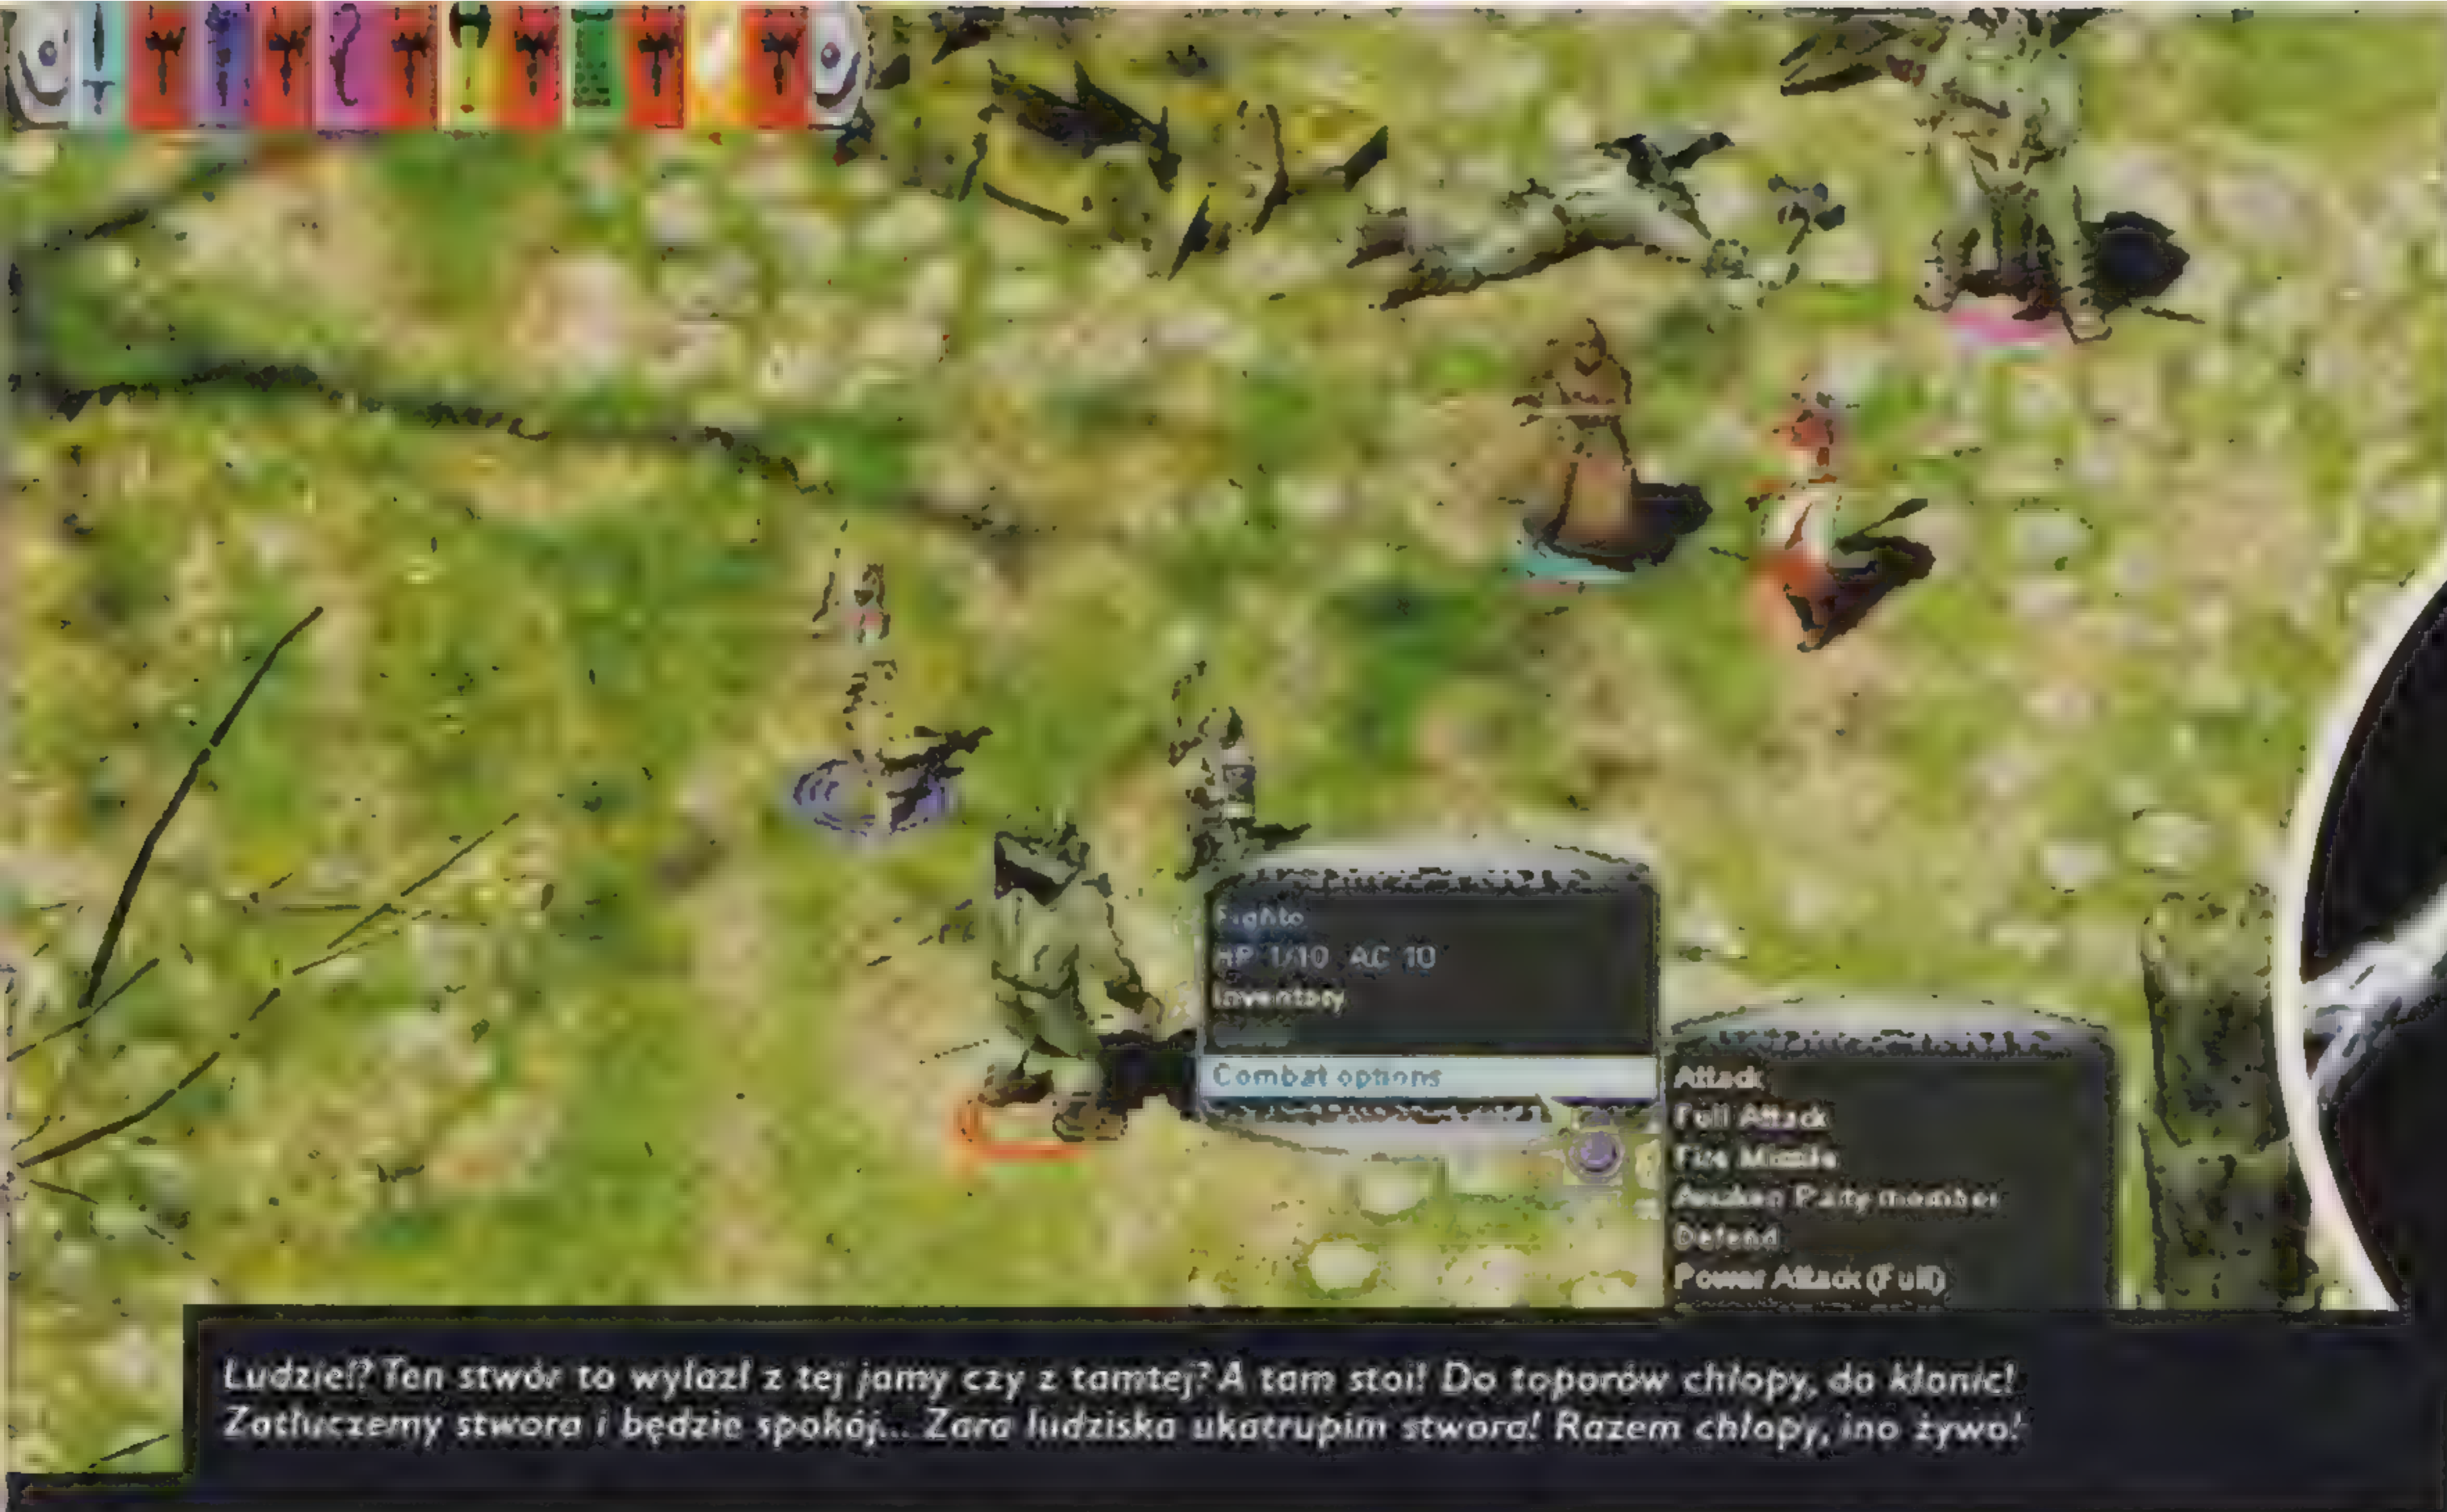 Fighto
HP 1/10 AC 10
Inventory
Combat options
Attack
Full Attack
Fire Missile
Awaken Party member
Defend
Power Attack (Full)
Ludzie!? Ten stwór to wylazł z tej jamy czy z tamtej? A tam stoi! Do toporów chłopy, do kłonic!
Zatłuczemy stwora i będzie spokój... Zara ludziska ukatrupim stwora! Razem chłopy, ino żywo!